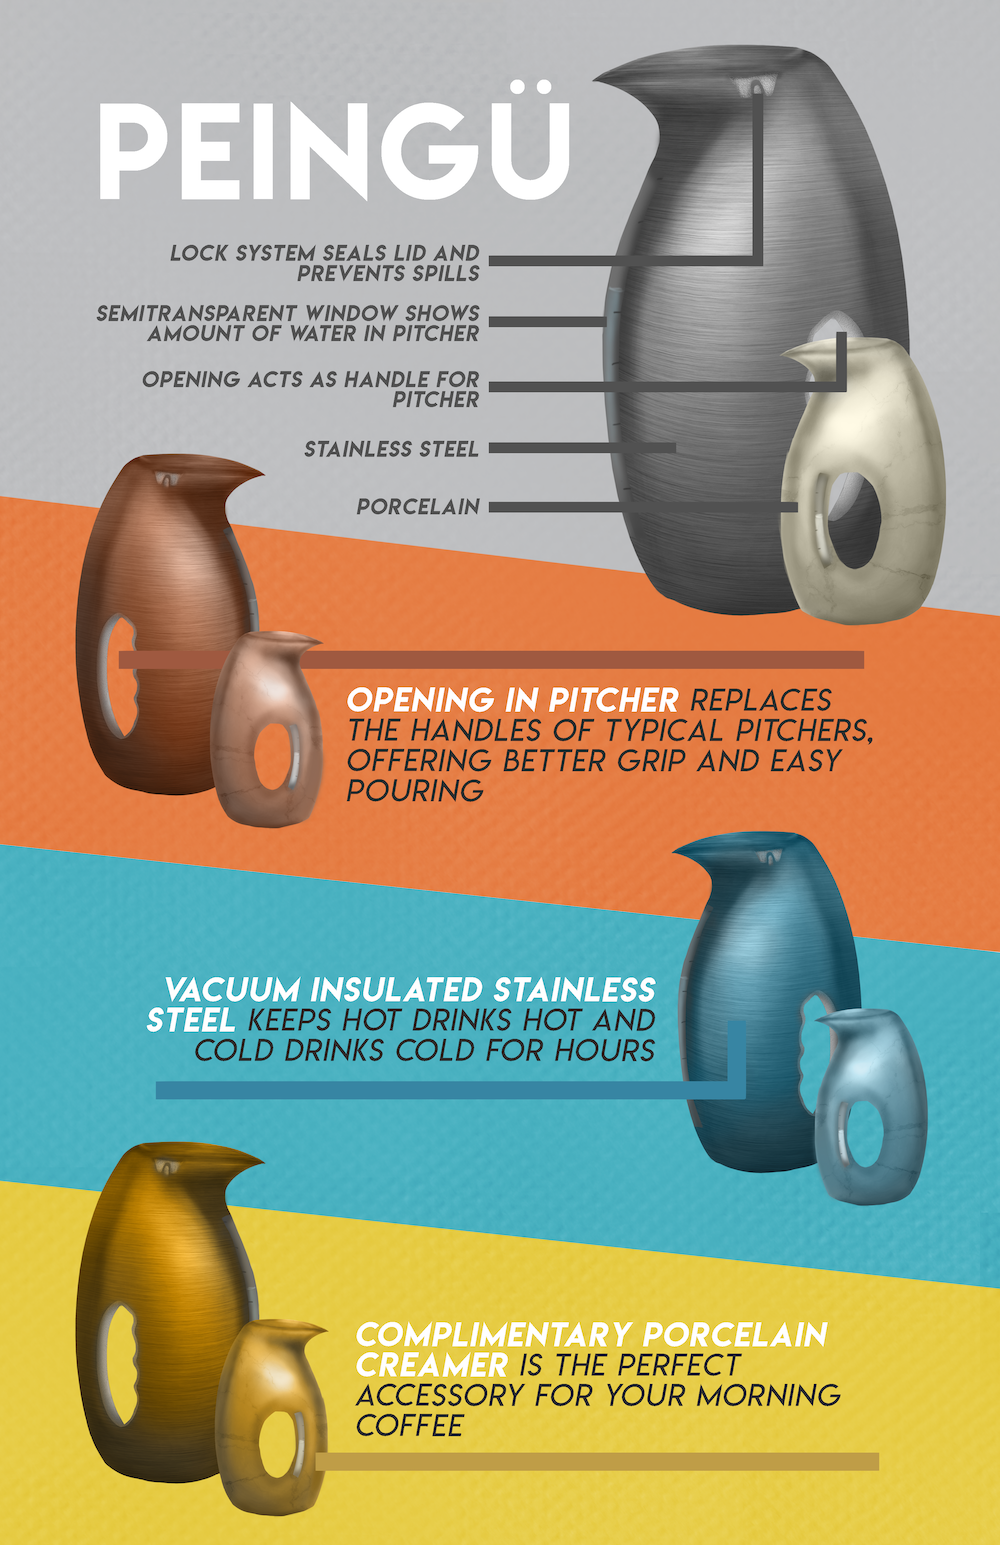 PEINGÜ
LOCK SYSTEM SEALS LID AND
PREVENTS SPILLS
SEMITRANSPARENT WINDOW SHOWS
AMOUNT OF WATER IN PITCHER
OPENING ACTS AS HANDLE FOR
PITCHER
STAINLESS STEEL
PORCELAIN
OPENING IN PITCHER REPLACES
THE HANDLES OF TYPICAL PITCHERS,
OFFERING BETTER GRIP AND EASY
POURING
VACUUM INSULATED STAINLESS
STEEL KEEPS HOT DRINKS HOT AND
COLD DRINKS COLD FOR HOURS
COMPLIMENTARY PORCELAIN
CREAMER IS THE PERFECT
ACCESSORY FOR YOUR MORNING
COFFEE